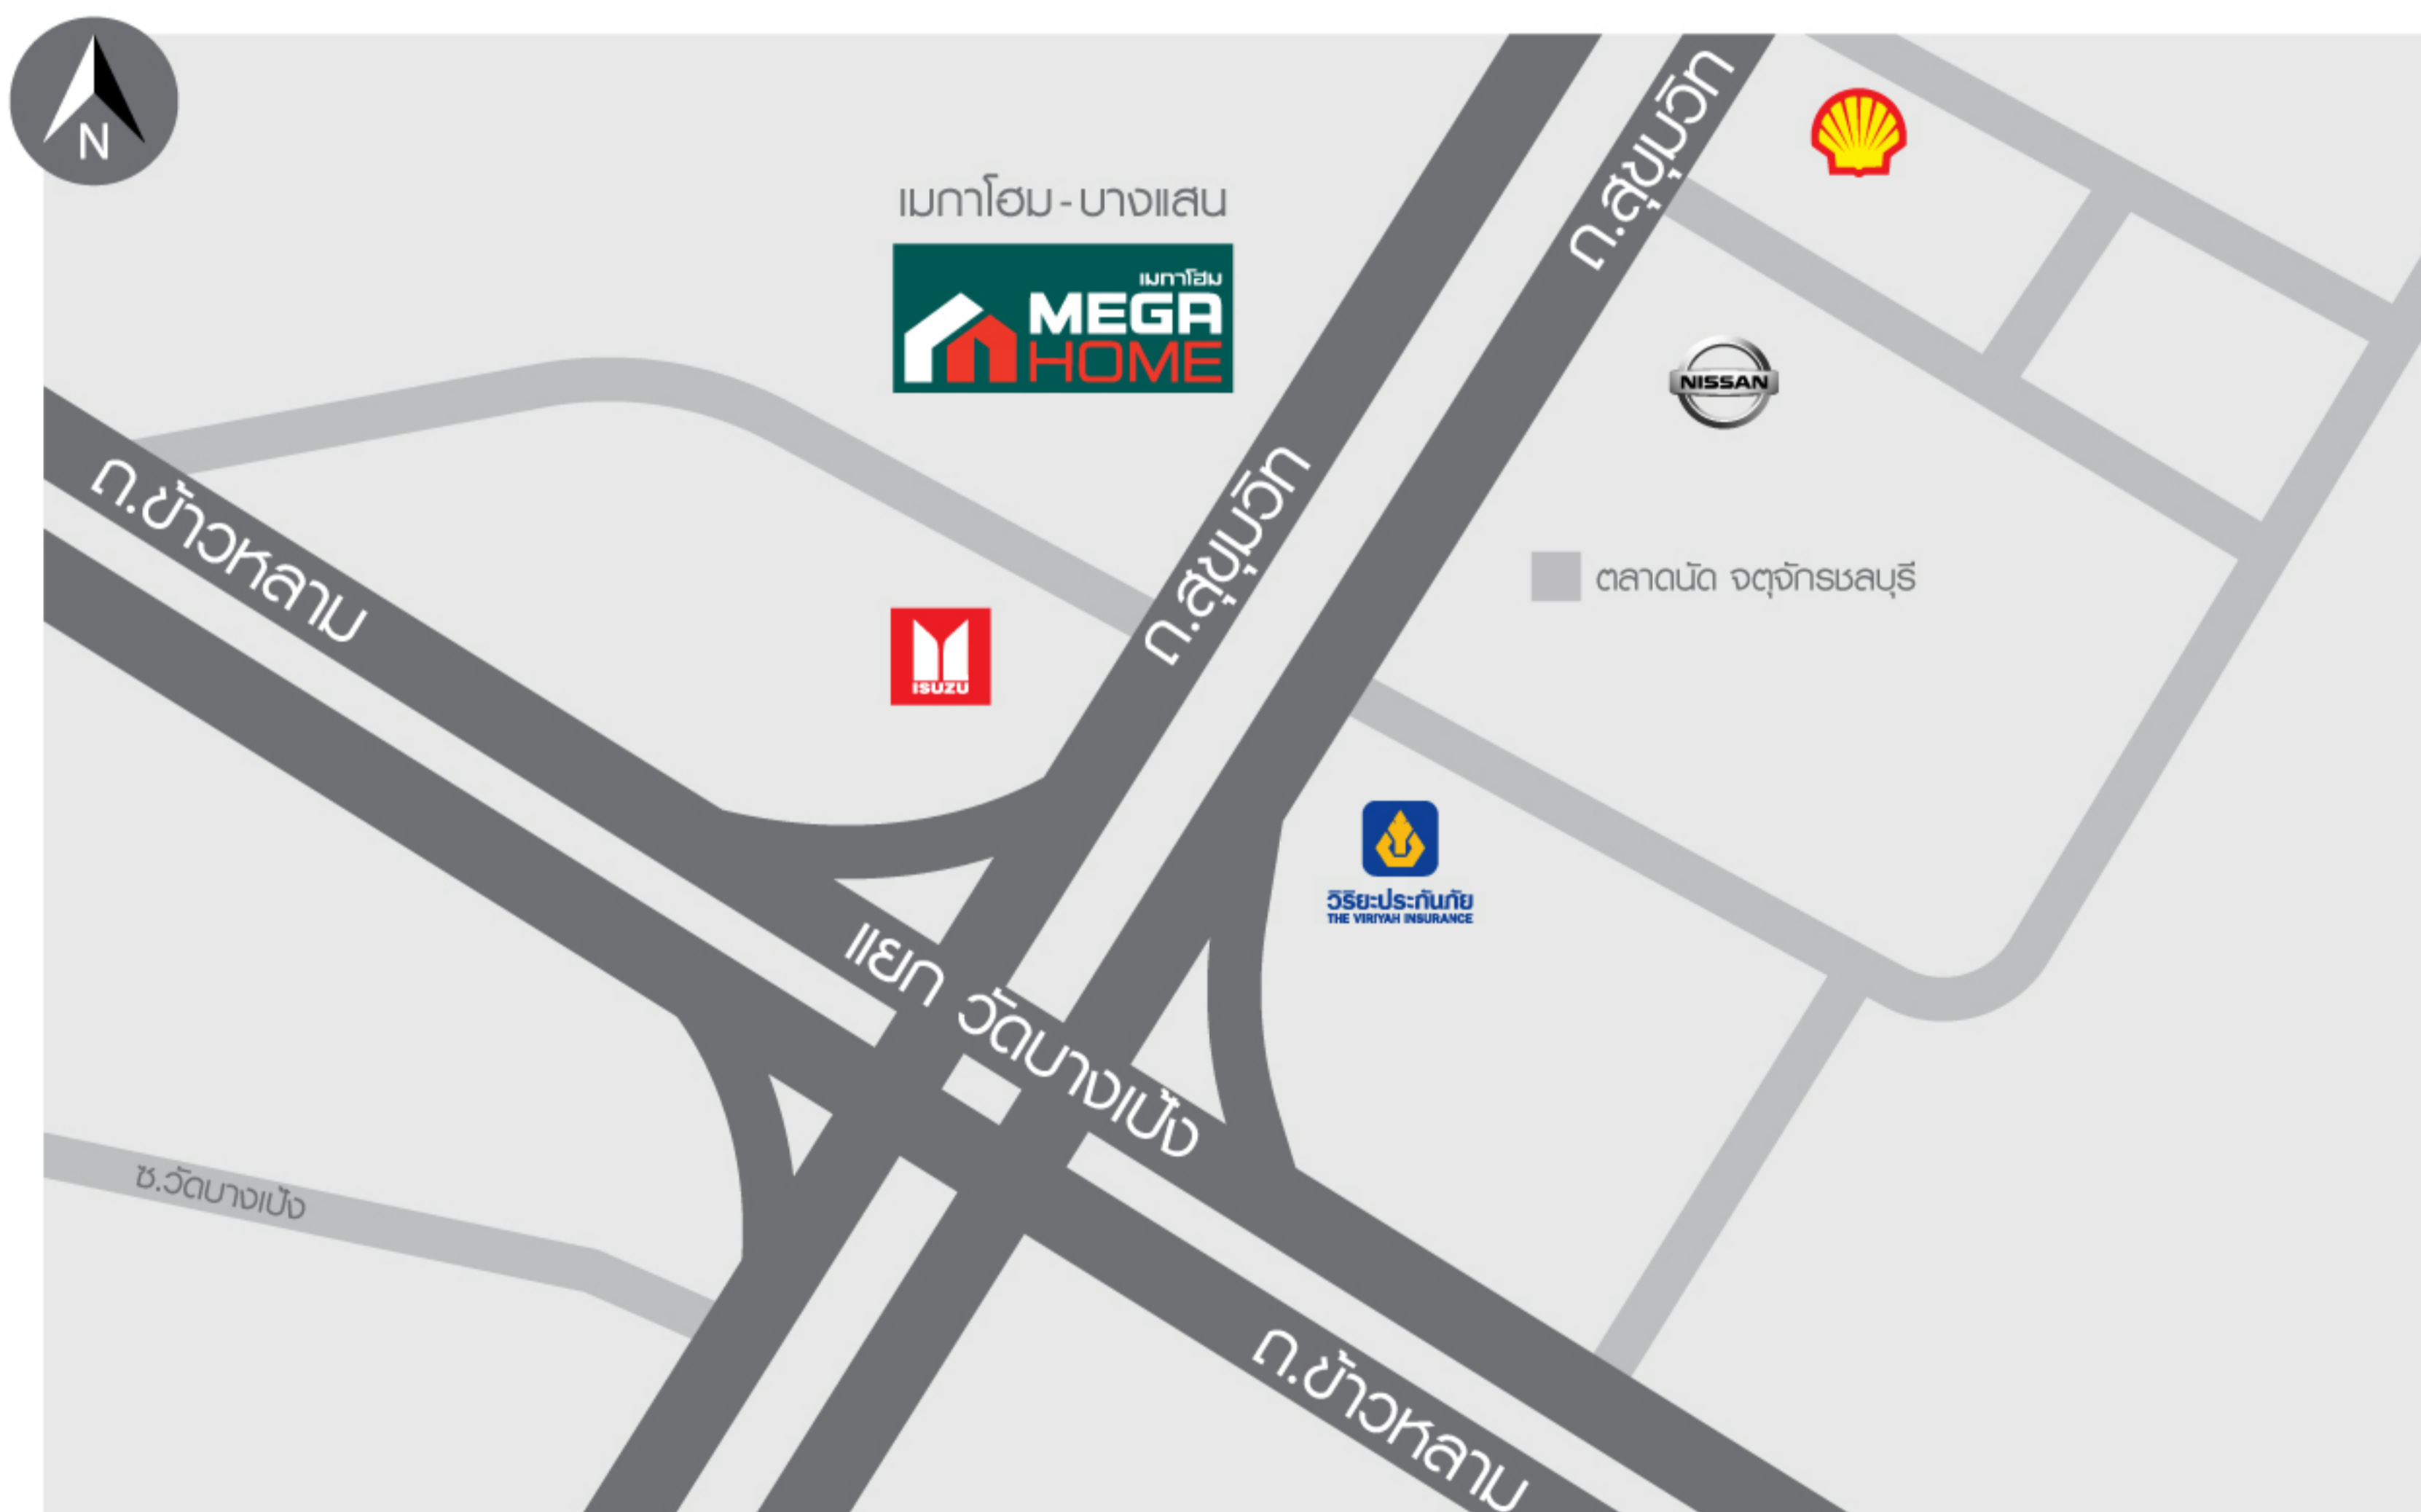 N
ถ.สุขุมวิท
เมกาโฮม - บางแสน
เมกาโฮม
MEGA
HOME
NISSAN
ถ.ข้าวหลาม
ถ.สุขุมวิท
ตลาดนัด จตุจักรชลบุรี
ISUZU
วิริยะประกันภัย
THE VIRIYAH INSURANCE
แยก วัดบางเป้ง
ซ.วัดบางเป้ง
ถ.ข้าวหลาม